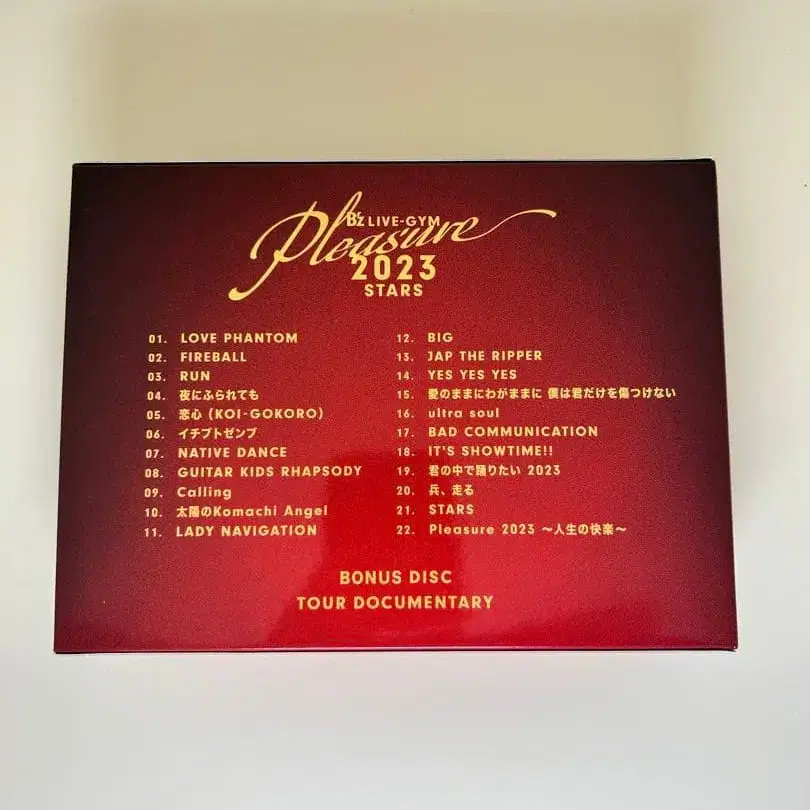 B'z LIVE-GYM
Pleasure
2023
STARS
01. LOVE PHANTOM
02. FIREBALL
03. RUN
04. 夜にふられても
05. 恋心 (KOI-GOKORO)
06. イチブトゼンブ
07. NATIVE DANCE
08. GUITAR KIDS RHAPSODY
09. Calling
10. 太陽のKomachi Angel
11. LADY NAVIGATION
12. BIG
13. JAP THE RIPPER
14. YES YES YES
15. 愛のままにわがままに 僕は君だけを傷つけない
16. ultra soul
17. BAD COMMUNICATION
18. IT'S SHOWTIME!!
19. 君の中で踊りたい 2023
20. 兵、走る
21. STARS
22. Pleasure 2023 〜人生の快楽〜
BONUS DISC
TOUR DOCUMENTARY